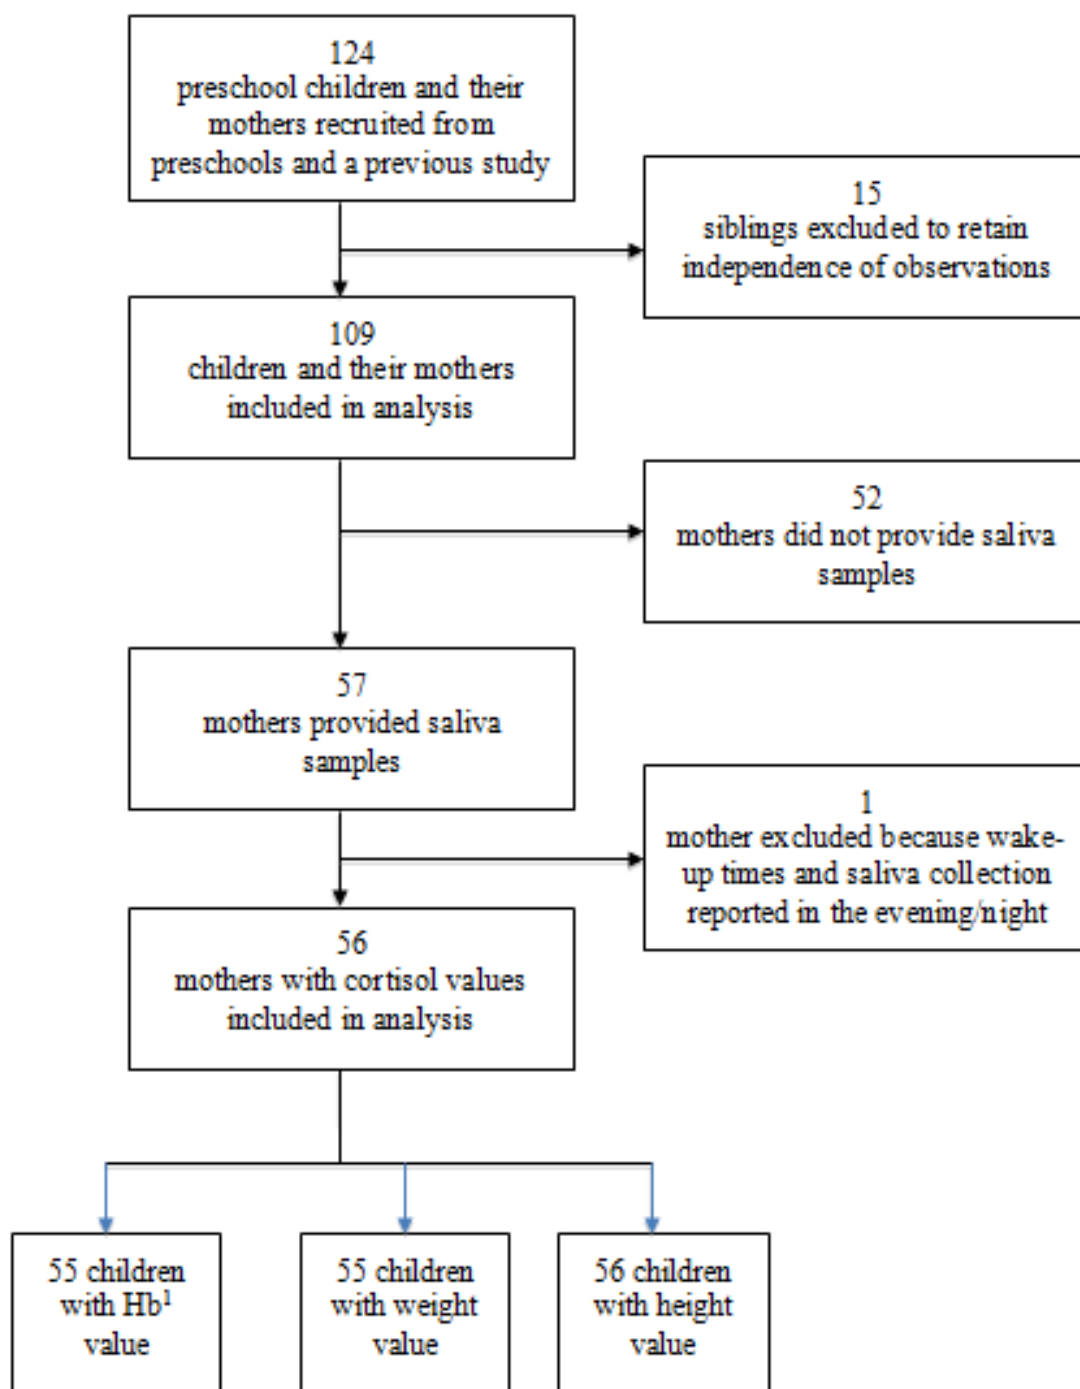 124
preschool children and their
mothers recruited from
preschools and a previous study
15
siblings excluded to retain
independence of observations
109
children and their mothers
included in analysis
52
mothers did not provide saliva
samples
57
mothers provided saliva
samples
1
mother excluded because wake-
up times and saliva collection
reported in the evening/night
56
mothers with cortisol values
included in analysis
55 children
with Hb¹
value
55 children
with weight
value
56 children
with height
value